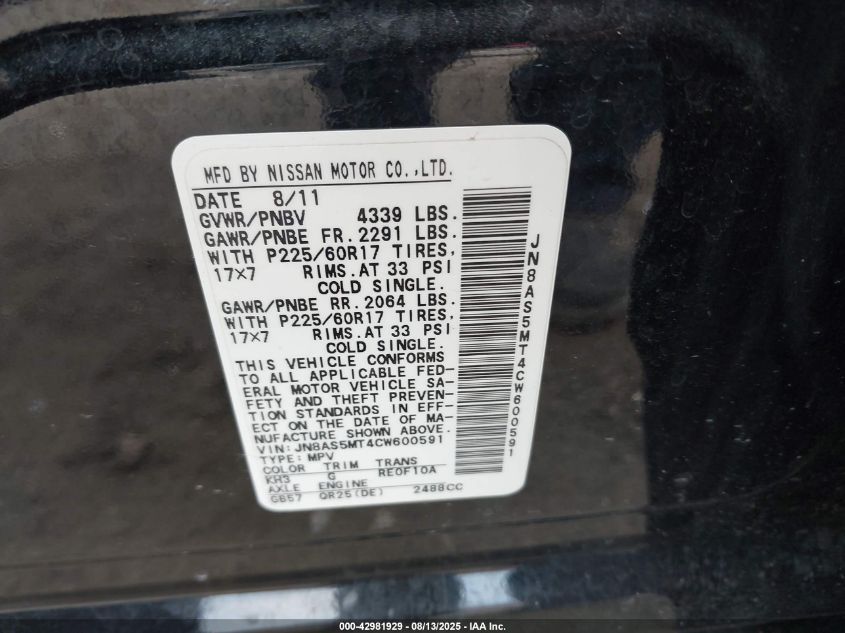 MFD BY NISSAN MOTOR CO.,LTD.
DATE 8/11
GVWR/PNBV 4339 LBS.
GAWR/PNBE FR. 2291 LBS.
WITH P225/60R17 TIRES,
17X7 RIMS.AT 33 PSI
COLD SINGLE.
GAWR/PNBE RR. 2064 LBS.
WITH P225/60R17 TIRES,
17X7 RIMS.AT 33 PSI
COLD SINGLE.
THIS VEHICLE CONFORMS
TO ALL APPLICABLE FED-
ERAL MOTOR VEHICLE SA-
FETY AND THEFT PREVEN-
TION STANDARDS IN EFF-
ECT ON THE DATE OF MA-
NUFACTURE SHOWN ABOVE.
VIN: JN8AS5MT4CW600591
TYPE: MPV
COLOR TRIM TRANS
KH3 G RE0F10A
AXLE ENGINE
GB57 QR25(DE) 2488CC
JN8AS5MT4CW600591
000-42981929 - 08/13/2025 - IAA Inc.